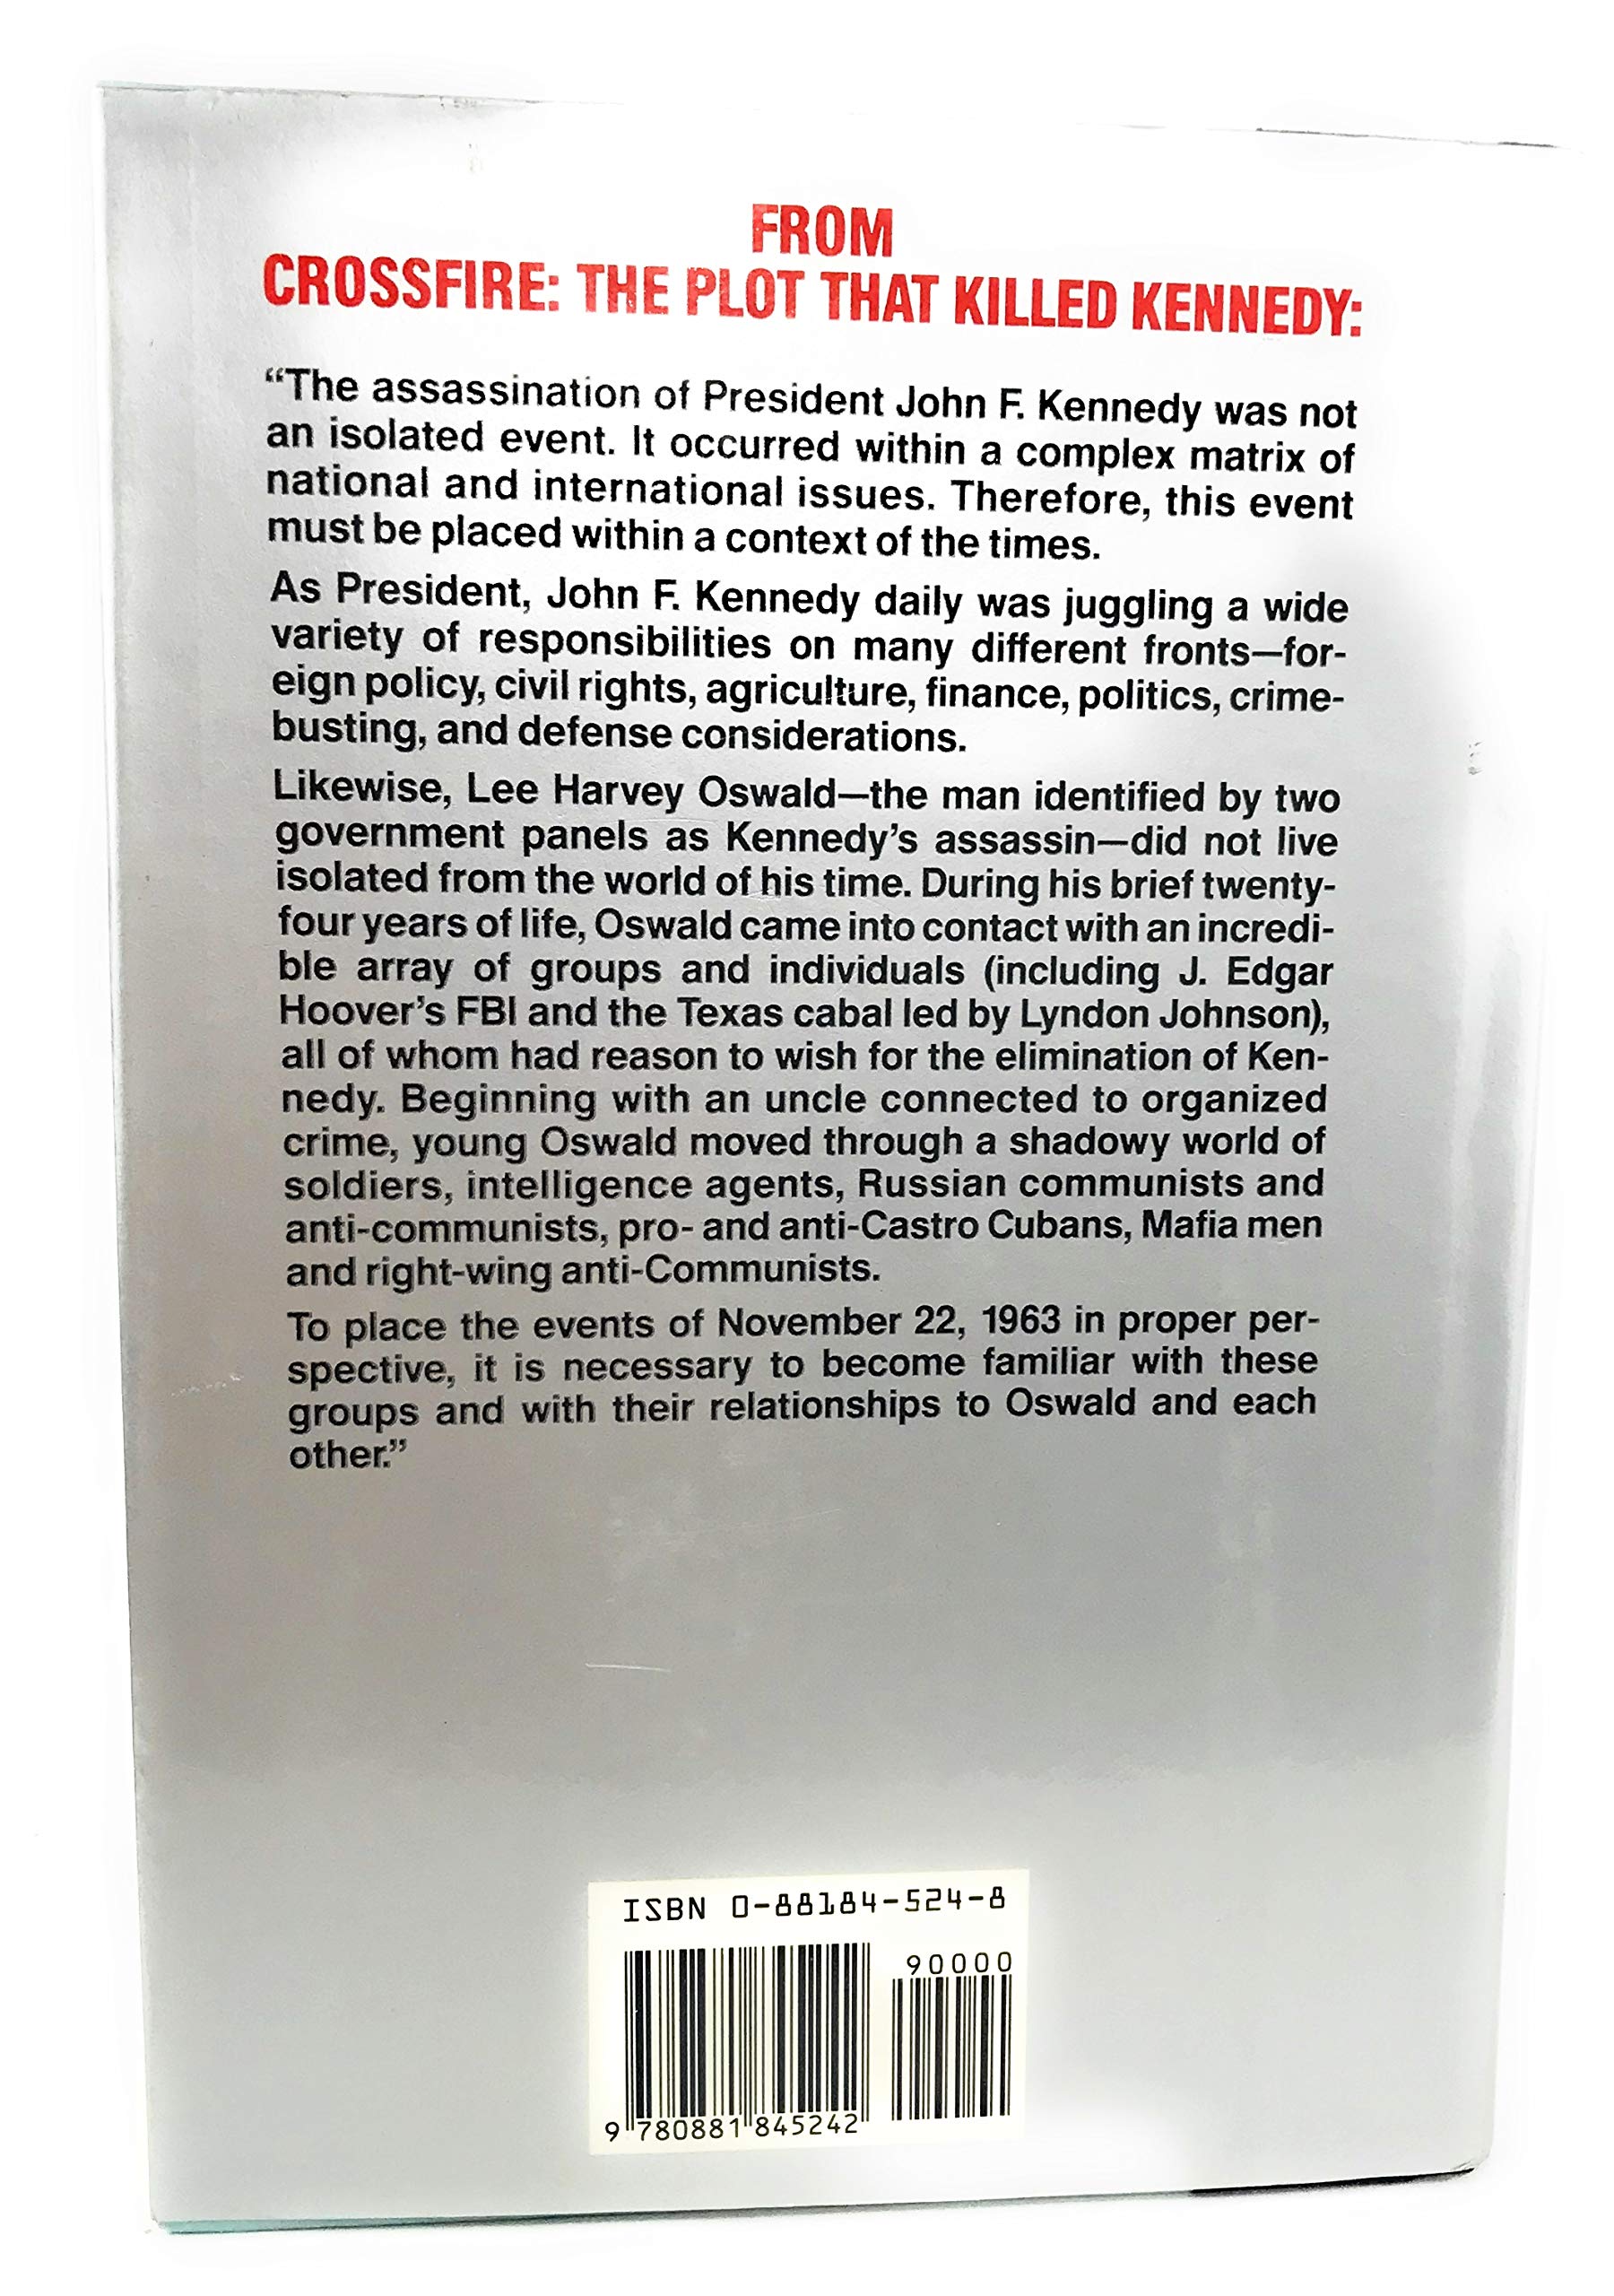 FROM
CROSSFIRE: THE PLOT THAT KILLED KENNEDY:
“The assassination of President John F. Kennedy was not
an isolated event. It occurred within a complex matrix of
national and international issues. Therefore, this event
must be placed within a context of the times.
As President, John F. Kennedy daily was juggling a wide
variety of responsibilities on many different fronts—for-
eign policy, civil rights, agriculture, finance, politics, crime-
busting, and defense considerations.
Likewise, Lee Harvey Oswald—the man identified by two
government panels as Kennedy’s assassin—did not live
isolated from the world of his time. During his brief twenty-
four years of life, Oswald came into contact with an incredi-
ble array of groups and individuals (including J. Edgar
Hoover’s FBI and the Texas cabal led by Lyndon Johnson),
all of whom had reason to wish for the elimination of Ken-
nedy. Beginning with an uncle connected to organized
crime, young Oswald moved through a shadowy world of
soldiers, intelligence agents, Russian communists and
anti-communists, pro- and anti-Castro Cubans, Mafia men
and right-wing anti-Communists.
To place the events of November 22, 1963 in proper per-
spective, it is necessary to become familiar with these
groups and with their relationships to Oswald and each
other.”
ISBN 0-88184-524-8
90000
9 780881 845242